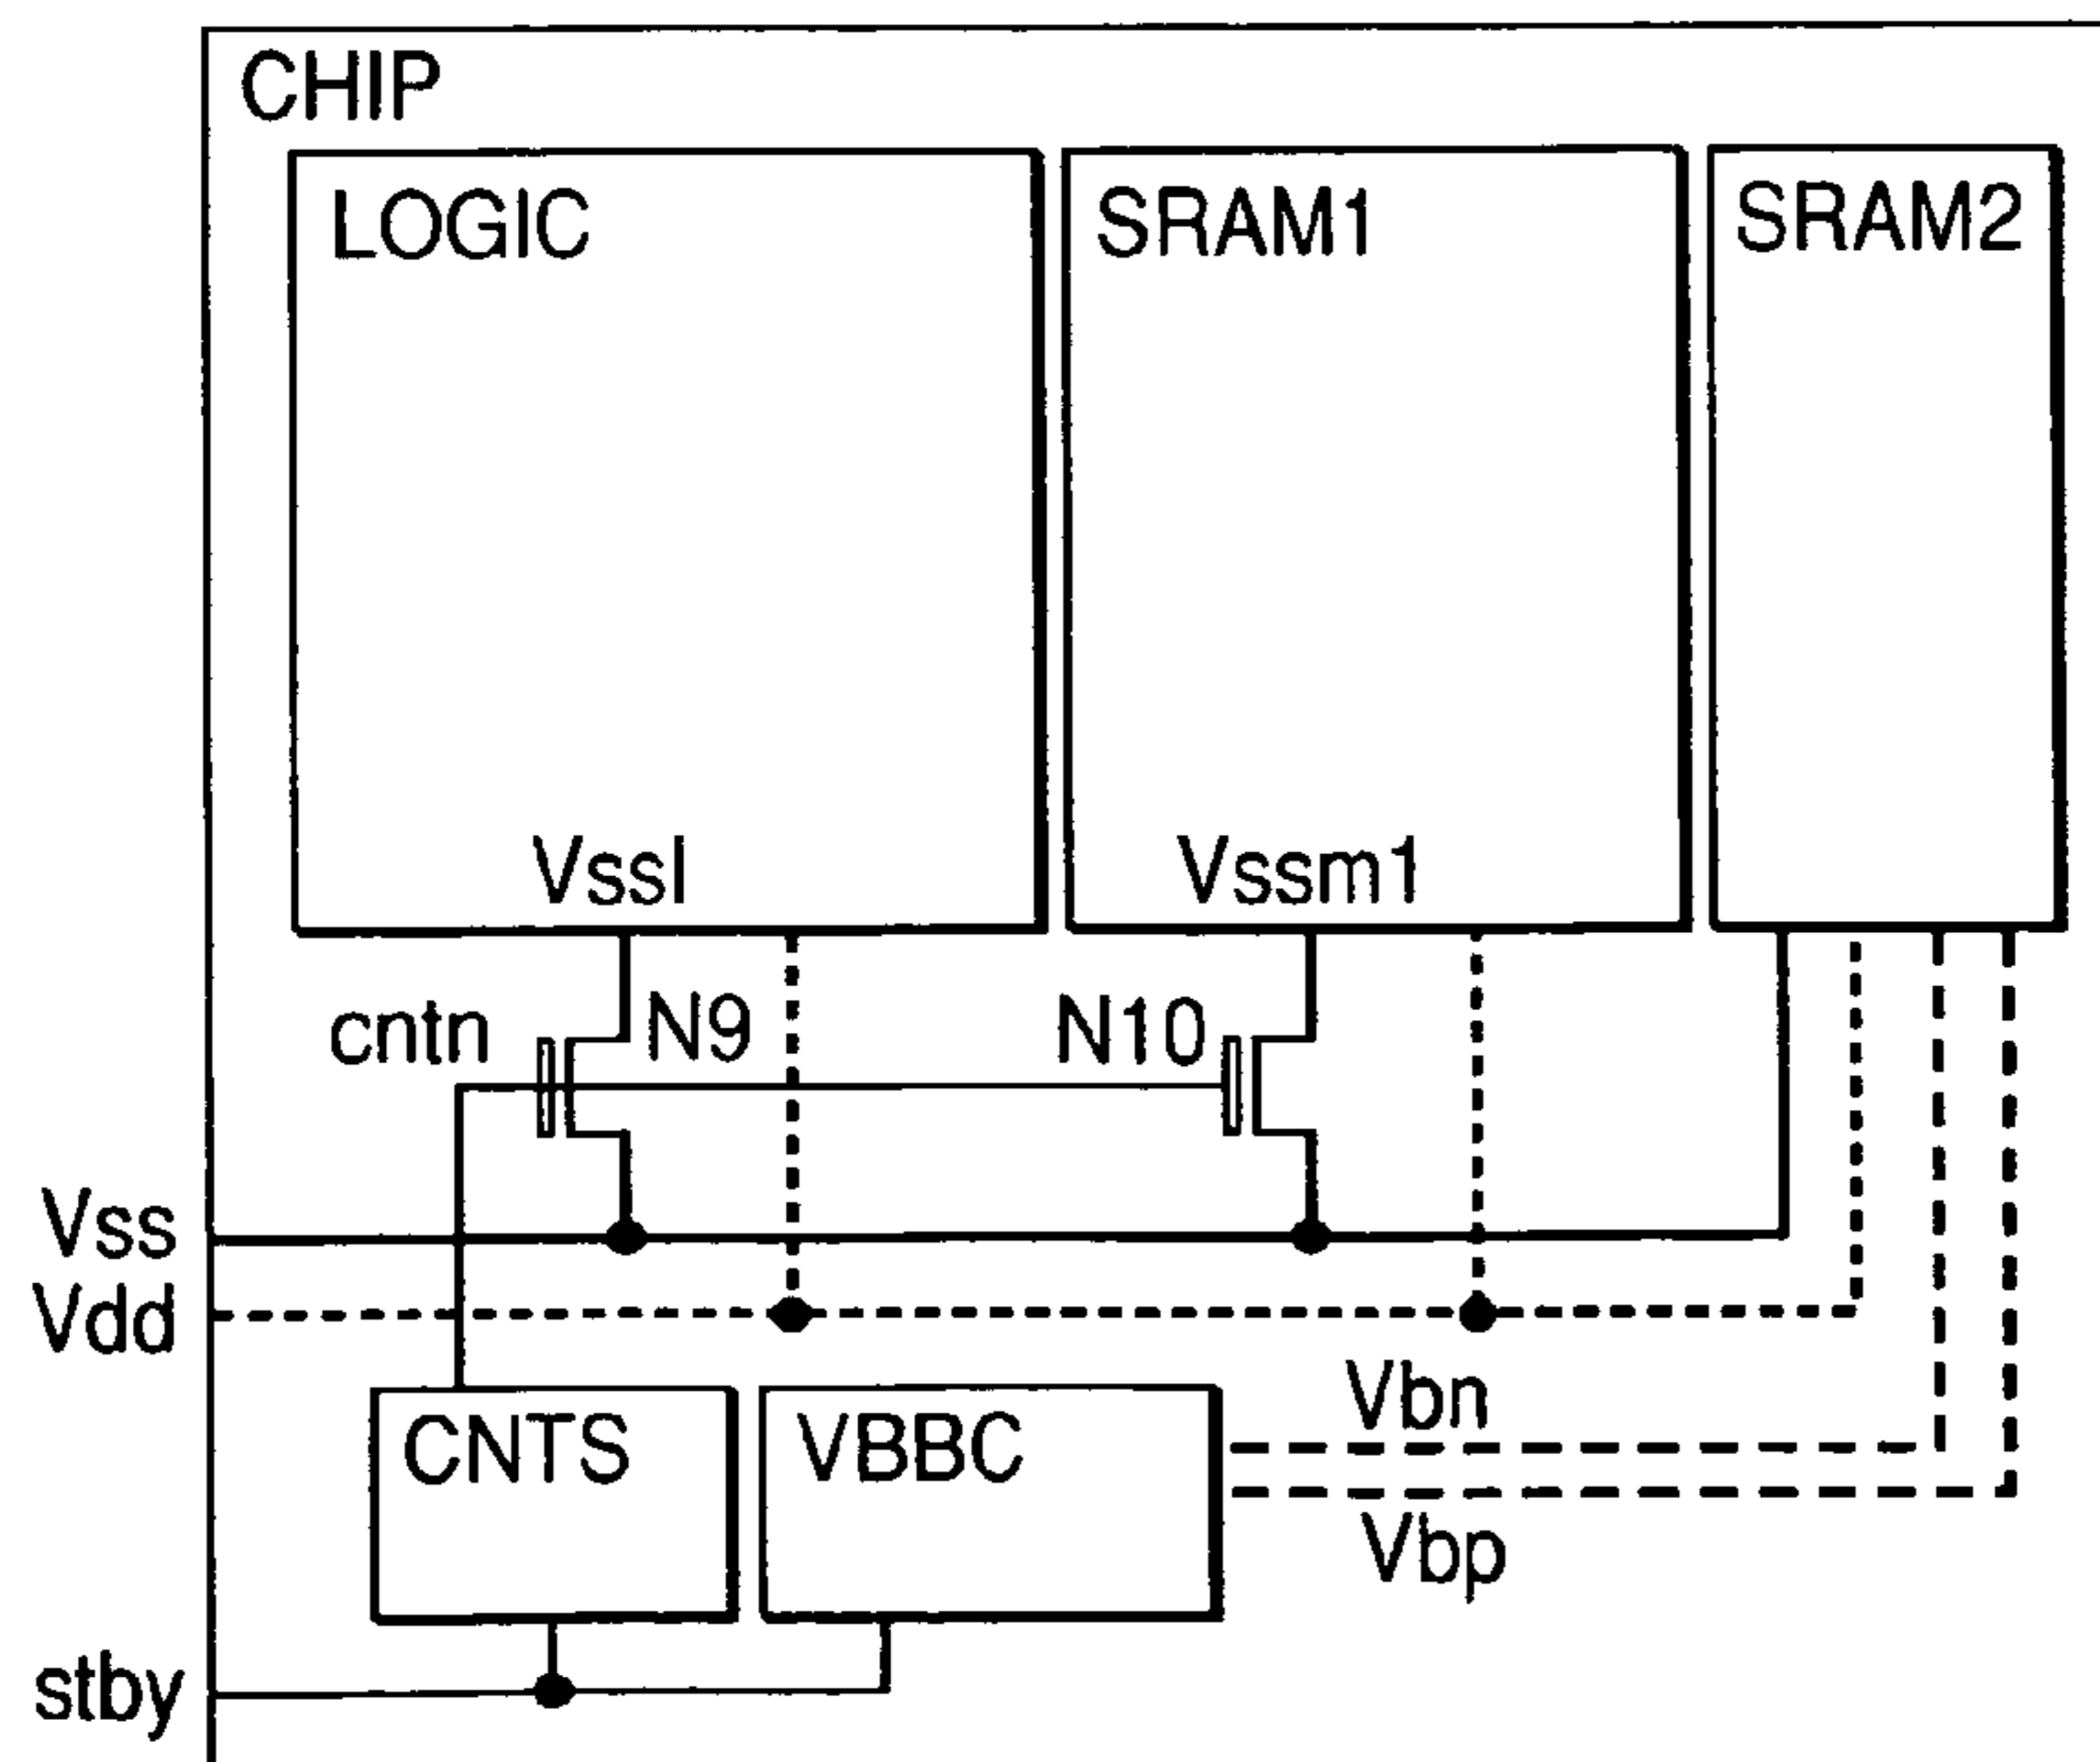 CHIP
LOGIC
SRAM1
SRAM2
Vssl
Vssm1
cntn
N9
N10
Vss
Vdd
Vbn
CNTS
VBBC
Vbp
stby